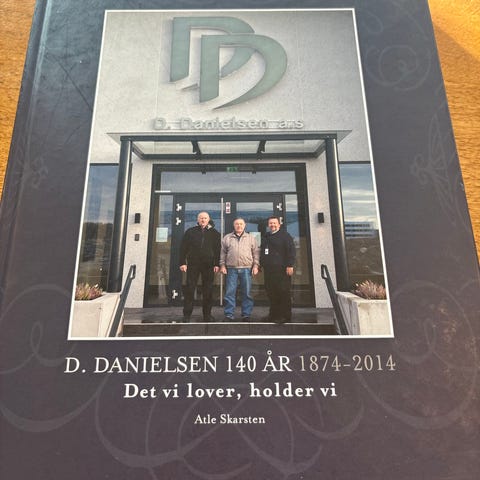 DD
D. Danielsen a.s
D. DANIELSEN 140 ÅR 1874-2014
Det vi lover, holder vi
Atle Skarsten